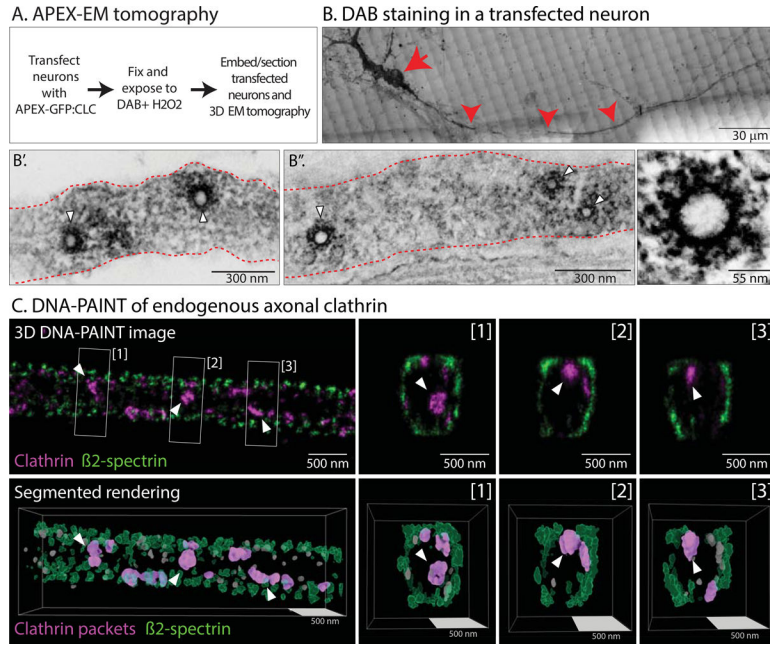 A. APEX-EM tomography
Transfect
neurons
with
APEX-GFP:CLC
Fix and
expose to
DAB+ H2O2
Embed/section
transfected
neurons and
3D EM tomography
B. DAB staining in a transfected neuron
30 µm
B'.
300 nm
B".
300 nm
55 nm
C. DNA-PAINT of endogenous axonal clathrin
3D DNA-PAINT image
[1]
[2]
[3]
Clathrin ß2-spectrin
500 nm
[1]
500 nm
[2]
500 nm
[3]
500 nm
Segmented rendering
Clathrin packets ß2-spectrin
500 nm
[1]
500 nm
[2]
500 nm
[3]
500 nm